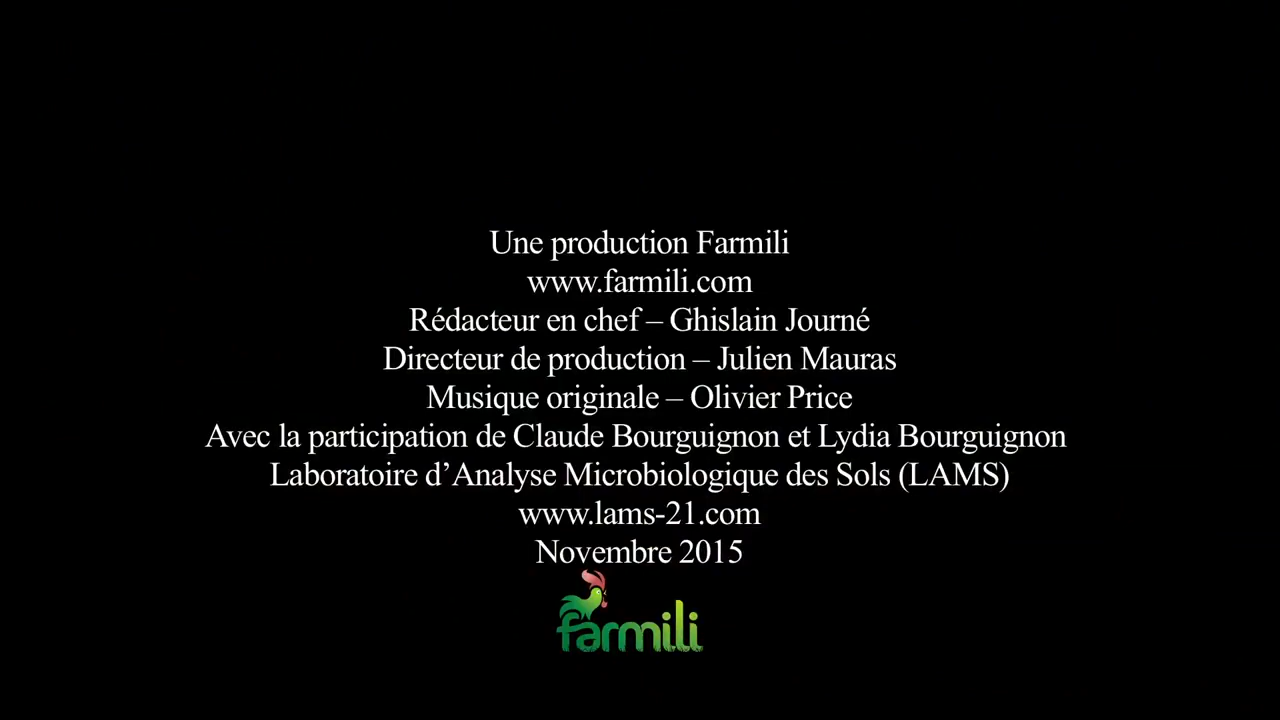 Une production Farmili
www.farmili.com
Rédacteur en chef – Ghislain Journé
Directeur de production – Julien Mauras
Musique originale – Olivier Price
Avec la participation de Claude Bourguignon et Lydia Bourguignon
Laboratoire d’Analyse Microbiologique des Sols (LAMS)
www.lams-21.com
Novembre 2015
farmili